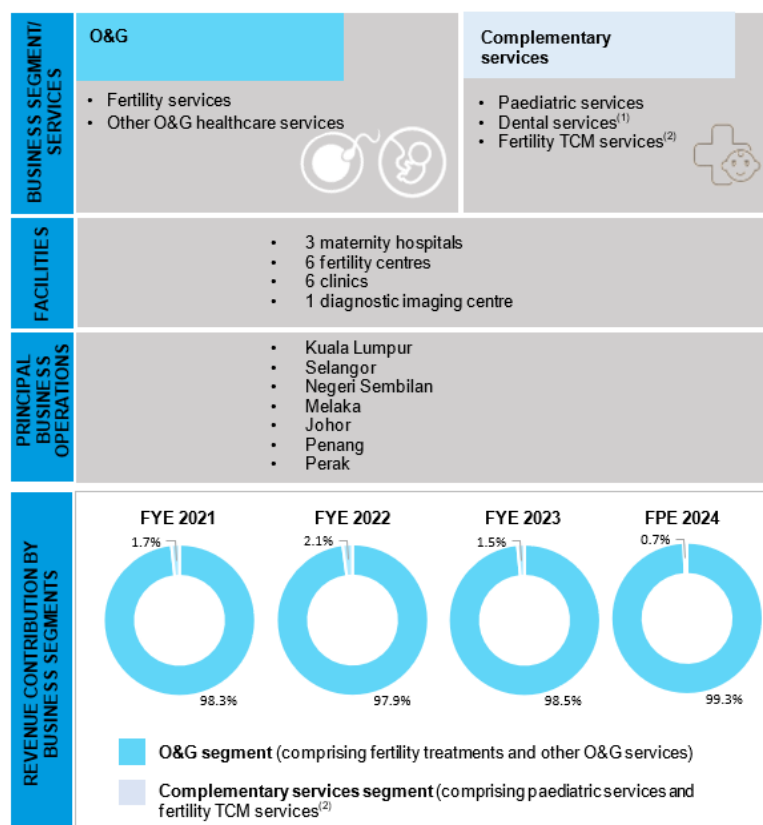 BUSINESS SEGMENT/
SERVICES
O&G
• Fertility services
• Other O&G healthcare services
Complementary
services
• Paediatric services
• Dental services(1)
• Fertility TCM services(2)
FACILITIES
• 3 maternity hospitals
• 6 fertility centres
• 6 clinics
• 1 diagnostic imaging centre
PRINCIPAL
BUSINESS
OPERATIONS
• Kuala Lumpur
• Selangor
• Negeri Sembilan
• Melaka
• Johor
• Penang
• Perak
REVENUE CONTRIBUTION BY
BUSINESS SEGMENTS
FYE 2021
1.7%
98.3%
FYE 2022
2.1%
97.9%
FYE 2023
1.5%
98.5%
FPE 2024
0.7%
99.3%
O&G segment (comprising fertility treatments and other O&G services)
Complementary services segment (comprising paediatric services and
fertility TCM services(2)